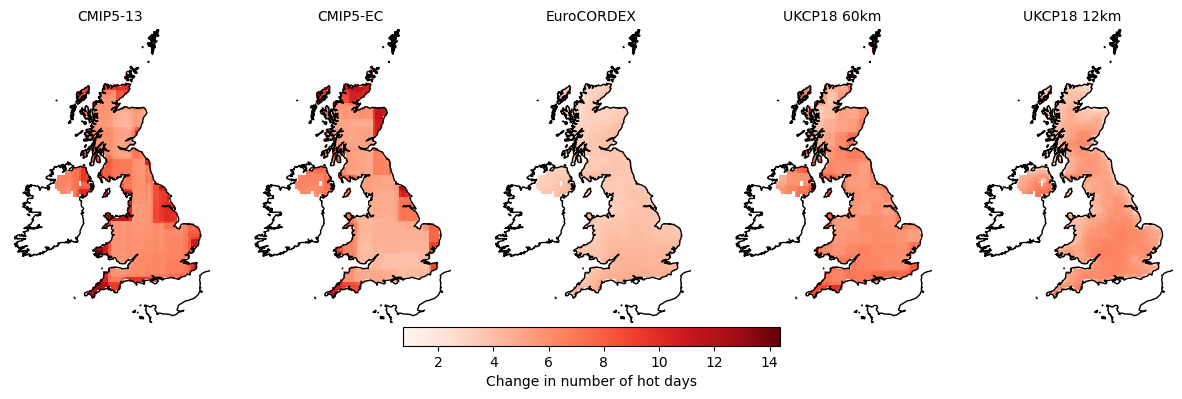 CMIP5-13
CMIP5-EC
EuroCORDEX
UKCP18 60km
UKCP18 12km
2 4 6 8 10 12 14
Change in number of hot days